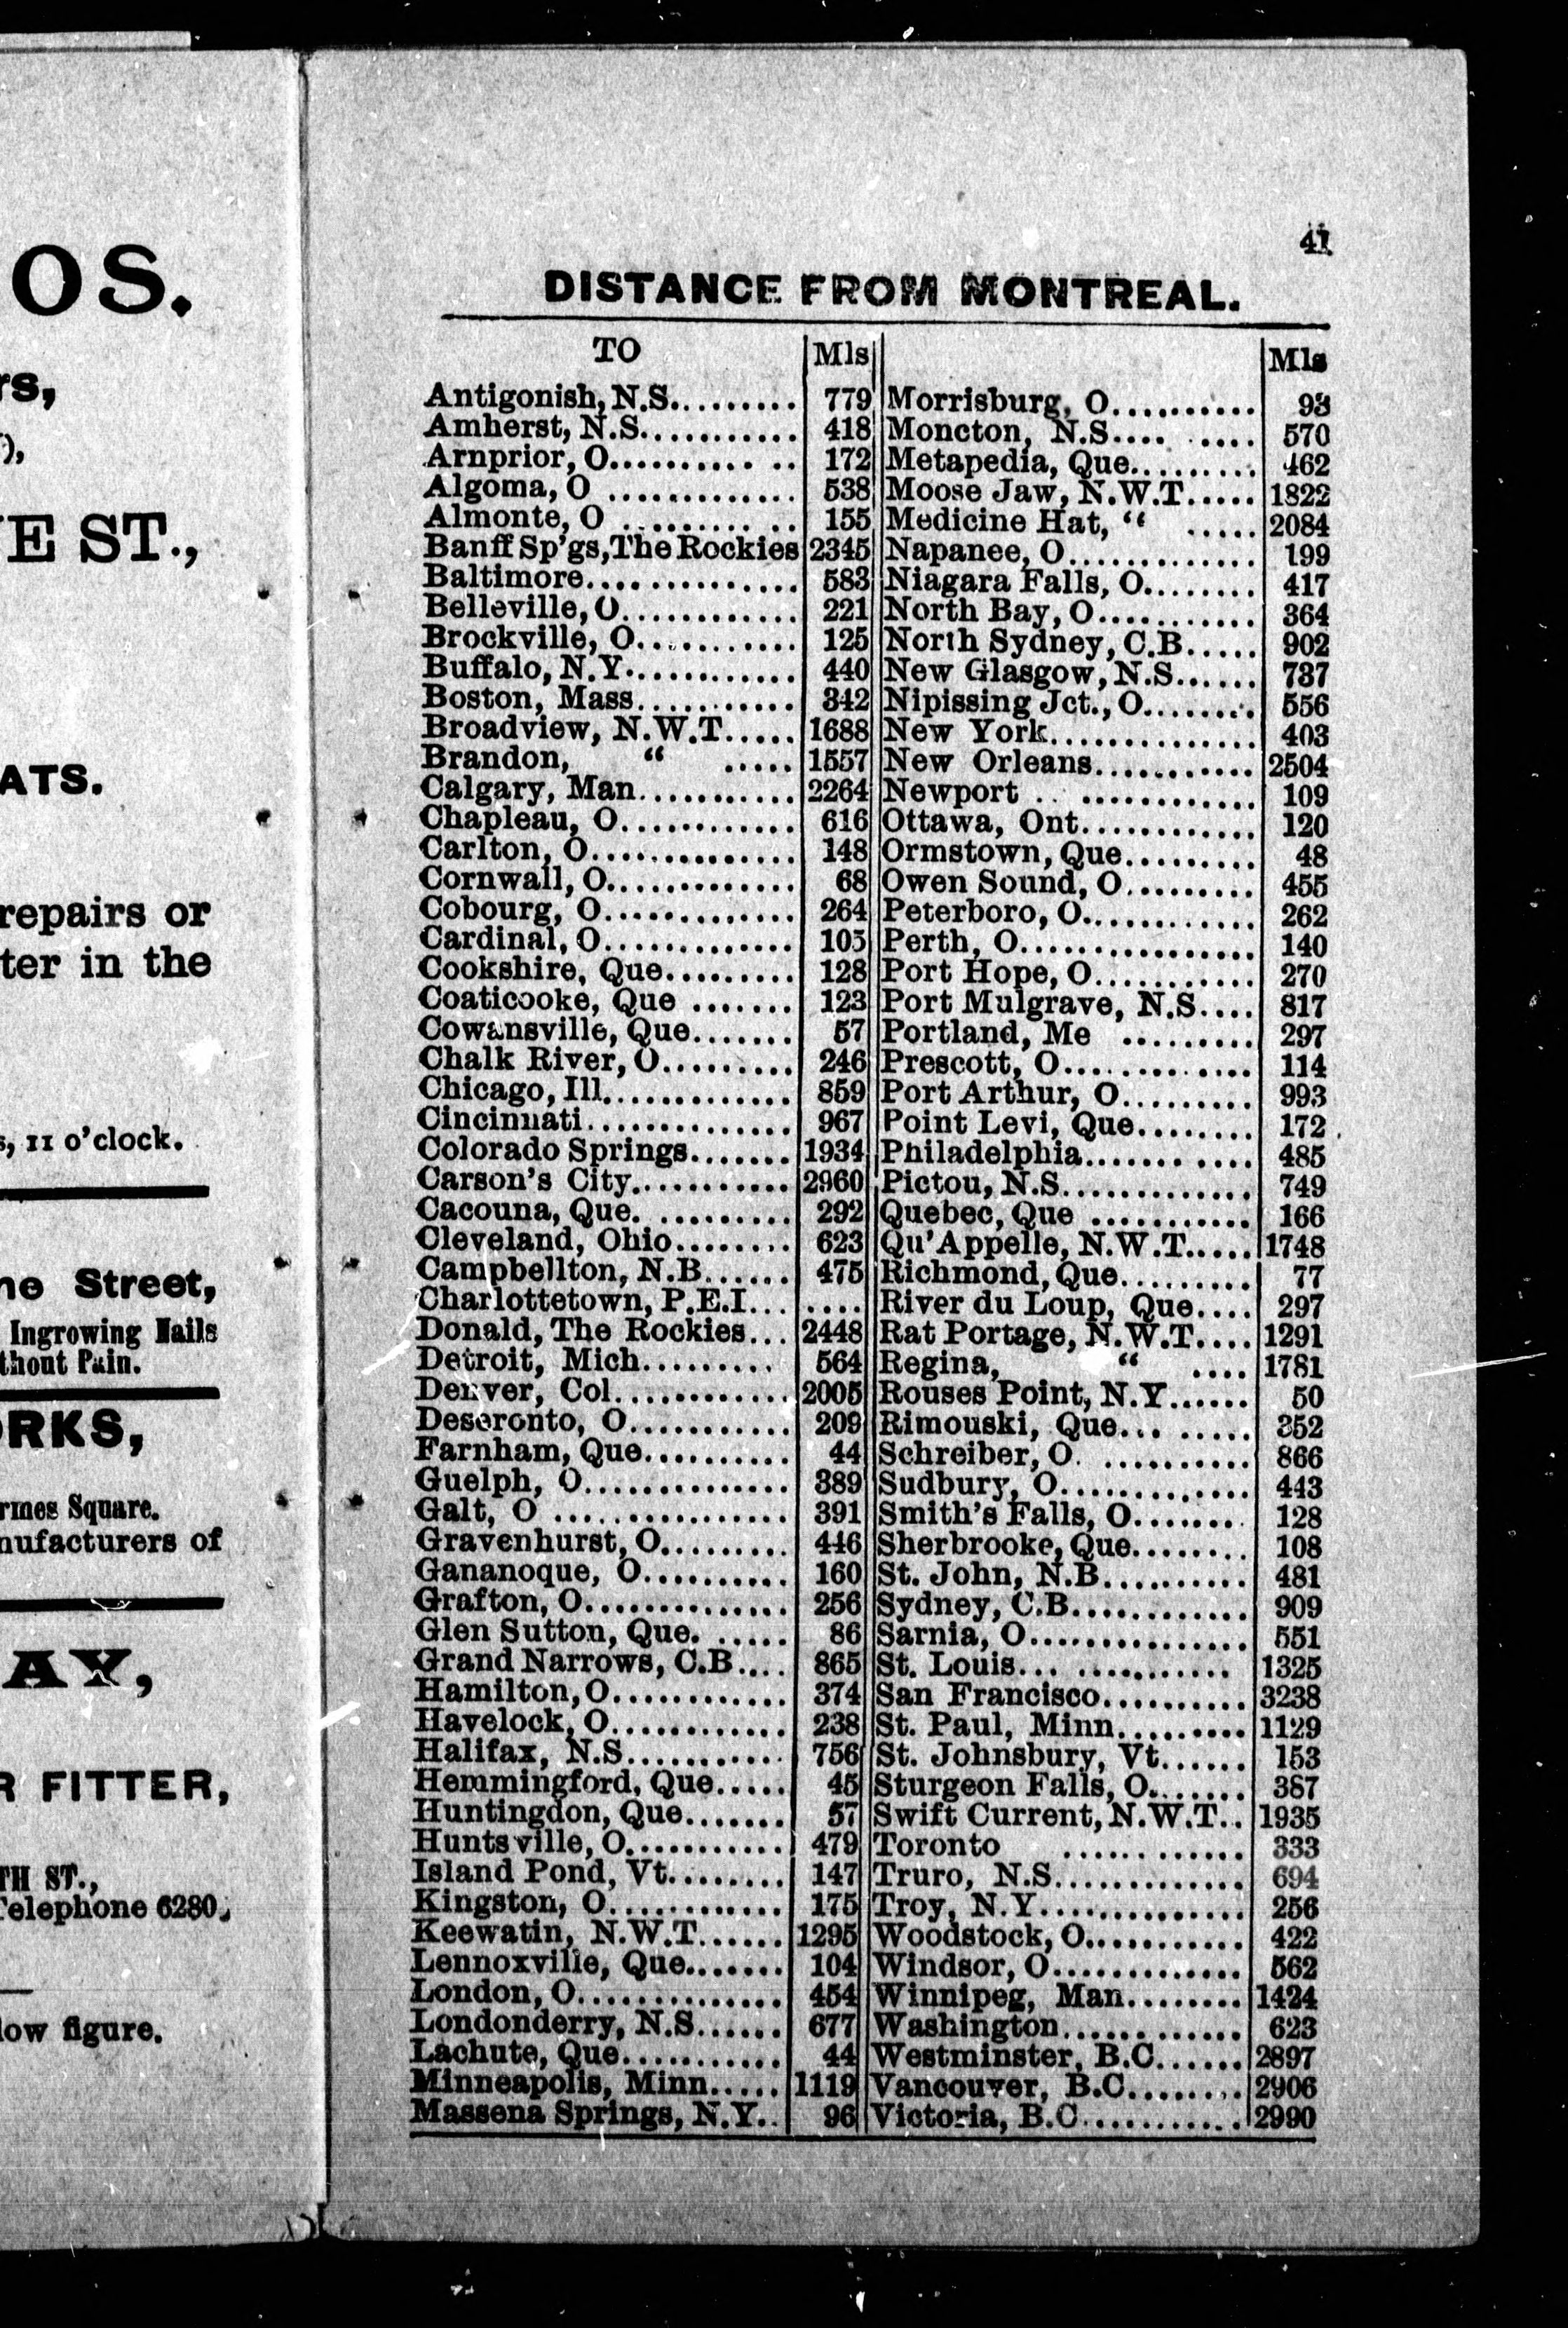 OS.
rs,
),
E ST.,
ATS.
repairs or
ter in the
s, 11 o'clock.
ne Street,
Ingrowing Nails
thout Pain.
ORKS,
rmes Square.
nufacturers of
AY,
R FITTER,
TH ST.,
Telephone 6280.
low figure.
41
DISTANCE FROM MONTREAL.
TO Mls
Antigonish, N.S......... 779
Amherst, N.S........... 418
Arnprior, O.......... .. 172
Algoma, O ............. 538
Almonte, O .......... .. 155
Banff Sp'gs, The Rockies 2345
Baltimore............... 583
Belleville, O............ 221
Brockville, O........... 125
Buffalo, N.Y............ 440
Boston, Mass........... 342
Broadview, N.W.T..... 1688
Brandon, " ..... 1557
Calgary, Man........... 2264
Chapleau, O............ 616
Carlton, O.............. 148
Cornwall, O............. 68
Cobourg, O............. 264
Cardinal, O............. 105
Cookshire, Que......... 128
Coaticooke, Que ....... 123
Cowansville, Que....... 57
Chalk River, O......... 246
Chicago, Ill............. 859
Cincinnati.............. 967
Colorado Springs....... 1934
Carson's City........... 2960
Cacouna, Que. ......... 292
Cleveland, Ohio........ 623
Campbellton, N.B...... 475
Charlottetown, P.E.I... ....
Donald, The Rockies... 2448
Detroit, Mich......... 564
Denver, Col............ 2005
Deseronto, O........... 209
Farnham, Que.......... 44
Guelph, O.............. 389
Galt, O ................ 391
Gravenhurst, O......... 446
Gananoque, O.......... 160
Grafton, O.............. 256
Glen Sutton, Que. ..... 86
Grand Narrows, C.B.... 865
Hamilton, O............ 374
Havelock, O............ 238
Halifax, N.S............ 756
Hemmingford, Que..... 45
Huntingdon, Que....... 57
Huntsville, O........... 479
Island Pond, Vt........ 147
Kingston, O............ 175
Keewatin, N.W.T...... 1295
Lennoxville, Que....... 104
London, O.............. 454
Londonderry, N.S...... 677
Lachute, Que........... 44
Minneapolis, Minn..... 1119
Massena Springs, N.Y.. 96
Mls
Morrisburg, O.......... 93
Moncton, N.S.... ..... 570
Metapedia, Que......... 462
Moose Jaw, N.W.T..... 1822
Medicine Hat, " ..... 2084
Napanee, O............. 199
Niagara Falls, O........ 417
North Bay, O........... 364
North Sydney, C.B..... 902
New Glasgow, N.S...... 737
Nipissing Jct., O........ 556
New York............... 403
New Orleans............ 2504
Newport .. ............. 109
Ottawa, Ont............. 120
Ormstown, Que......... 48
Owen Sound, O......... 455
Peterboro, O............ 262
Perth, O................ 140
Port Hope, O........... 270
Port Mulgrave, N.S.... 817
Portland, Me ......... 297
Prescott, O.............. 114
Port Arthur, O......... 993
Point Levi, Que........ 172
Philadelphia........ .... 485
Pictou, N.S.............. 749
Quebec, Que ........... 166
Qu'Appelle, N.W.T..... 1748
Richmond, Que......... 77
River du Loup, Que.... 297
Rat Portage, N.W.T.... 1291
Regina, " .... 1781
Rouses Point, N.Y...... 50
Rimouski, Que... ..... 352
Schreiber, O. .......... 866
Sudbury, O............. 443
Smith's Falls, O........ 128
Sherbrooke, Que........ 108
St. John, N.B.......... 481
Sydney, C.B............ 909
Sarnia, O................ 551
St. Louis... ........... 1325
San Francisco.......... 3238
St. Paul, Minn......... 1129
St. Johnsbury, Vt...... 153
Sturgeon Falls, O....... 387
Swift Current, N.W.T.. 1935
Toronto ............ 333
Truro, N.S............. 694
Troy, N.Y.............. 256
Woodstock, O........... 422
Windsor, O............. 562
Winnipeg, Man........ 1424
Washington............ 623
Westminster, B.C...... 2897
Vancouver, B.C........ 2906
Victoria, B.C........... 2990